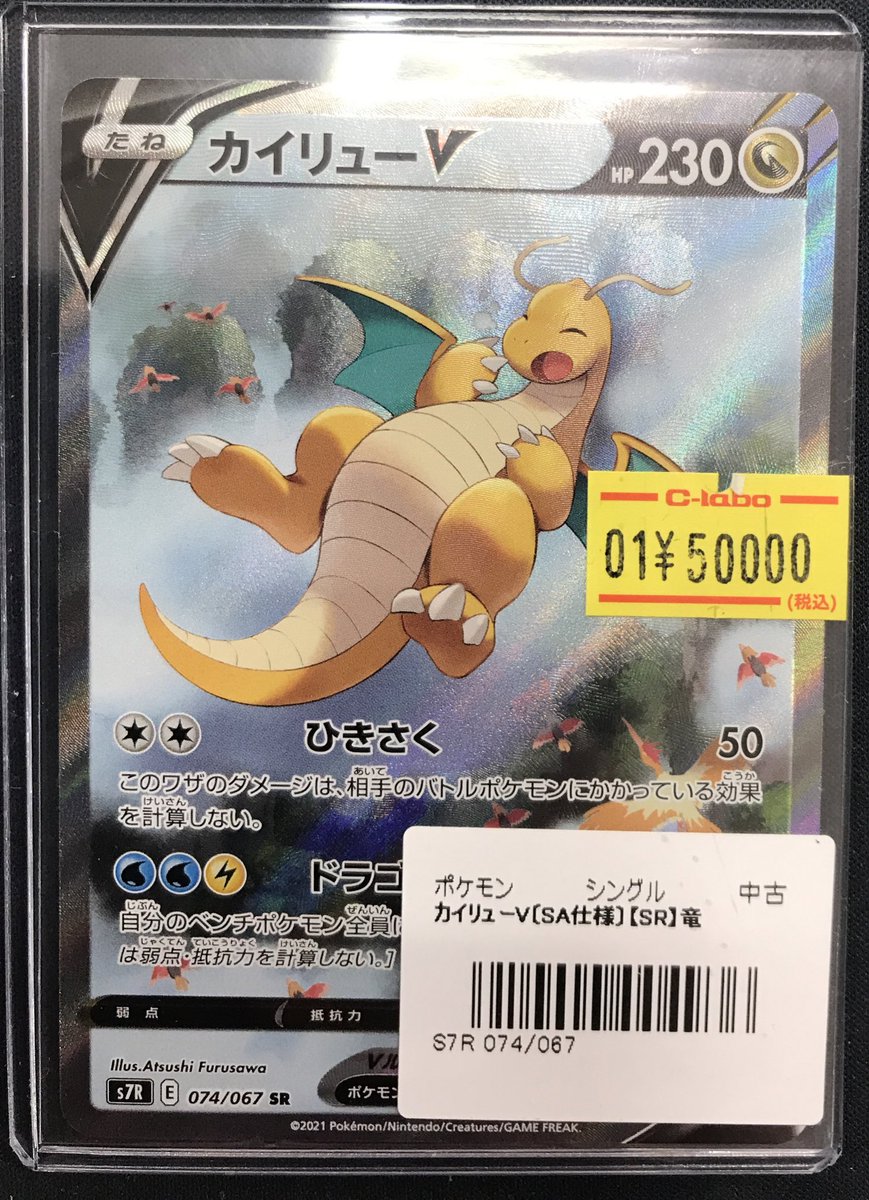 たね カイリューV HP 230
C-labo
01¥50000
(税込)
ひきさく 50
このワザのダメージは、相手のバトルポケモンにかかっている効果
を計算しない。
ドラゴ
自分のベンチポケモン全員に
は弱点・抵抗力を計算しない。]
弱点 抵抗力
ポケモン シングル 中古
カイリューV〔SA仕様〕【SR】竜
S7R 074/067
Illus.Atsushi Furusawa
s7R E 074/067 SR
Vル
ポケモン
©2021 Pokémon/Nintendo/Creatures/GAME FREAK.